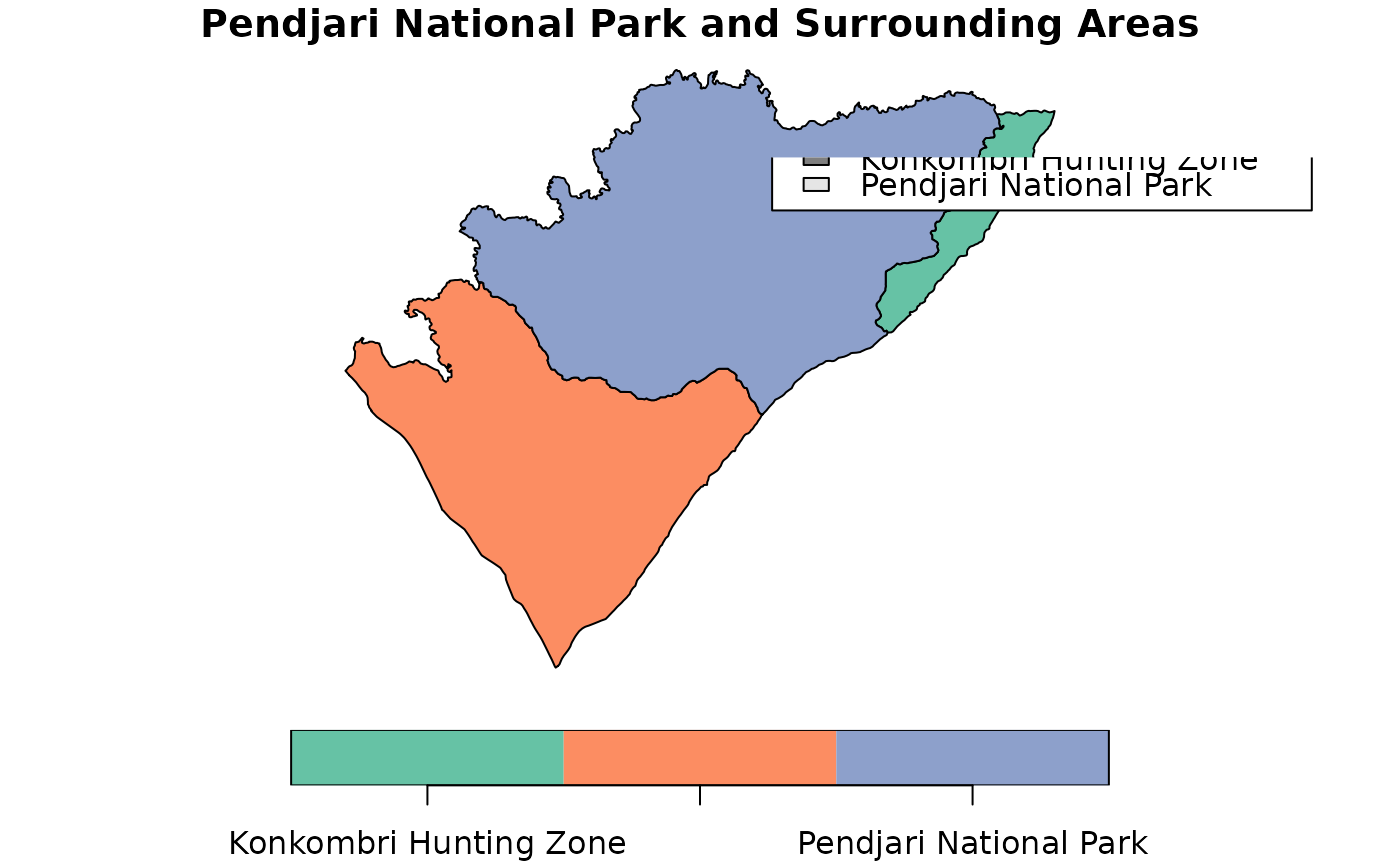 Pendjari National Park and Surrounding Areas
Konkombri Hunting Zone
Pendjari National Park
Konkombri Hunting Zone
Pendjari National Park